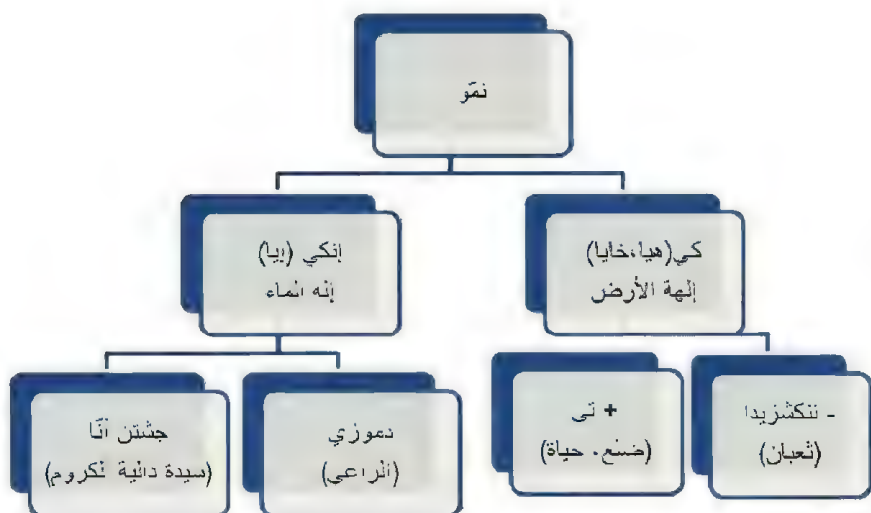 نمّو
كي(هيا،خايا)
إلهة الأرض
إنكي (إيا)
إله الماء
- ننكشزيدا
(ثعبان)
+ تي
(ضلع، حياة)
دموزي
(الراعي)
جشتن أنّا
(سيدة دالية الكروم)